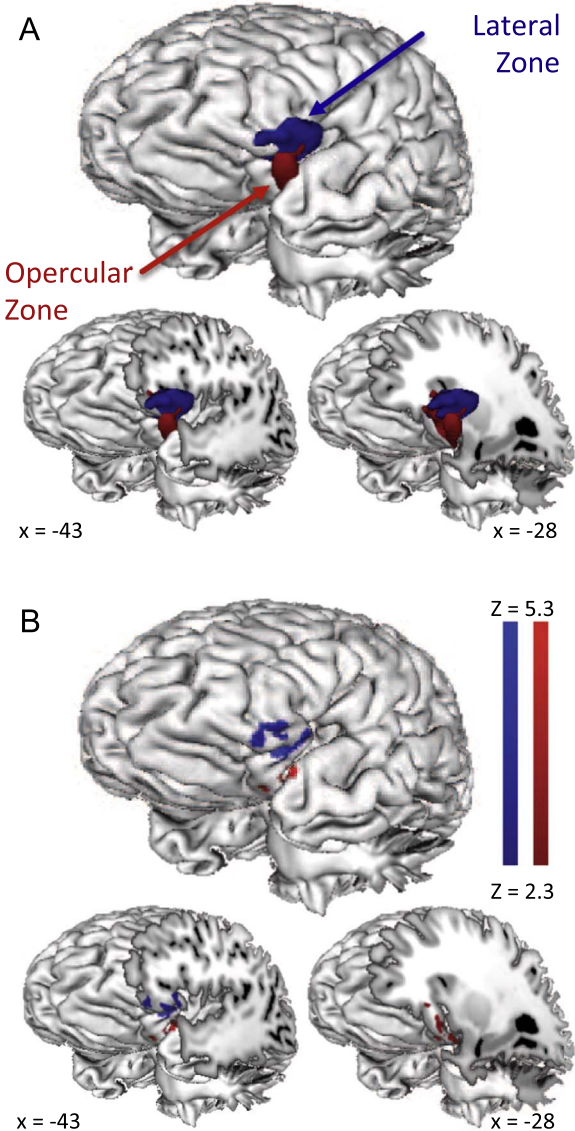 A
Lateral
Zone
Opercular
Zone
x = -43
x = -28
B
Z = 5.3
Z = 2.3
x = -43
x = -28